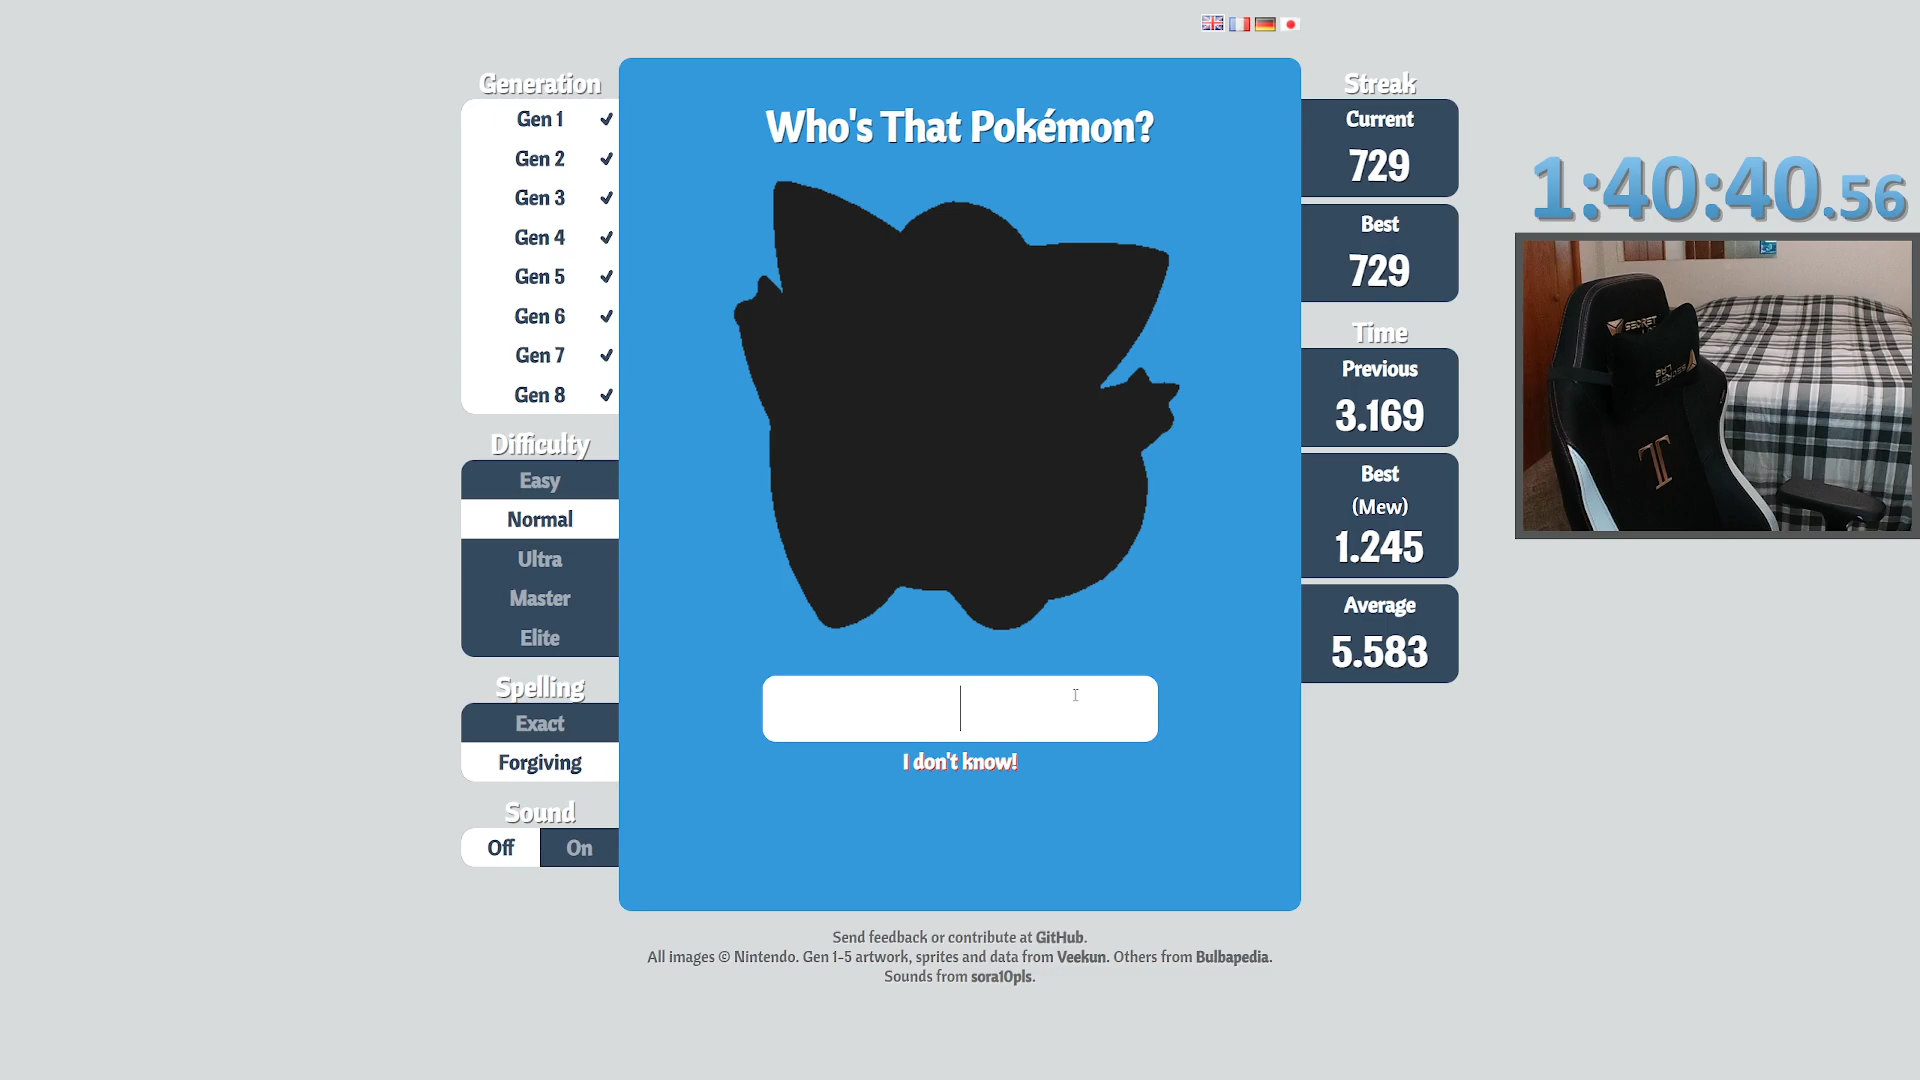 Generation
Gen 1
Gen 2
Gen 3
Gen 4
Gen 5
Gen 6
Gen 7
Gen 8
Difficulty
Easy
Normal
Ultra
Master
Elite
Spelling
Exact
Forgiving
Sound
Off On
Who's That Pokémon?
I don't know!
Streak
Current
729
Best
729
Time
Previous
3.169
Best
(Mew)
1.245
Average
5.583
1:40:40.56
SECRET
LAB
Send feedback or contribute at GitHub.
All images © Nintendo. Gen 1-5 artwork, sprites and data from Veekun. Others from Bulbapedia.
Sounds from sora10pls.